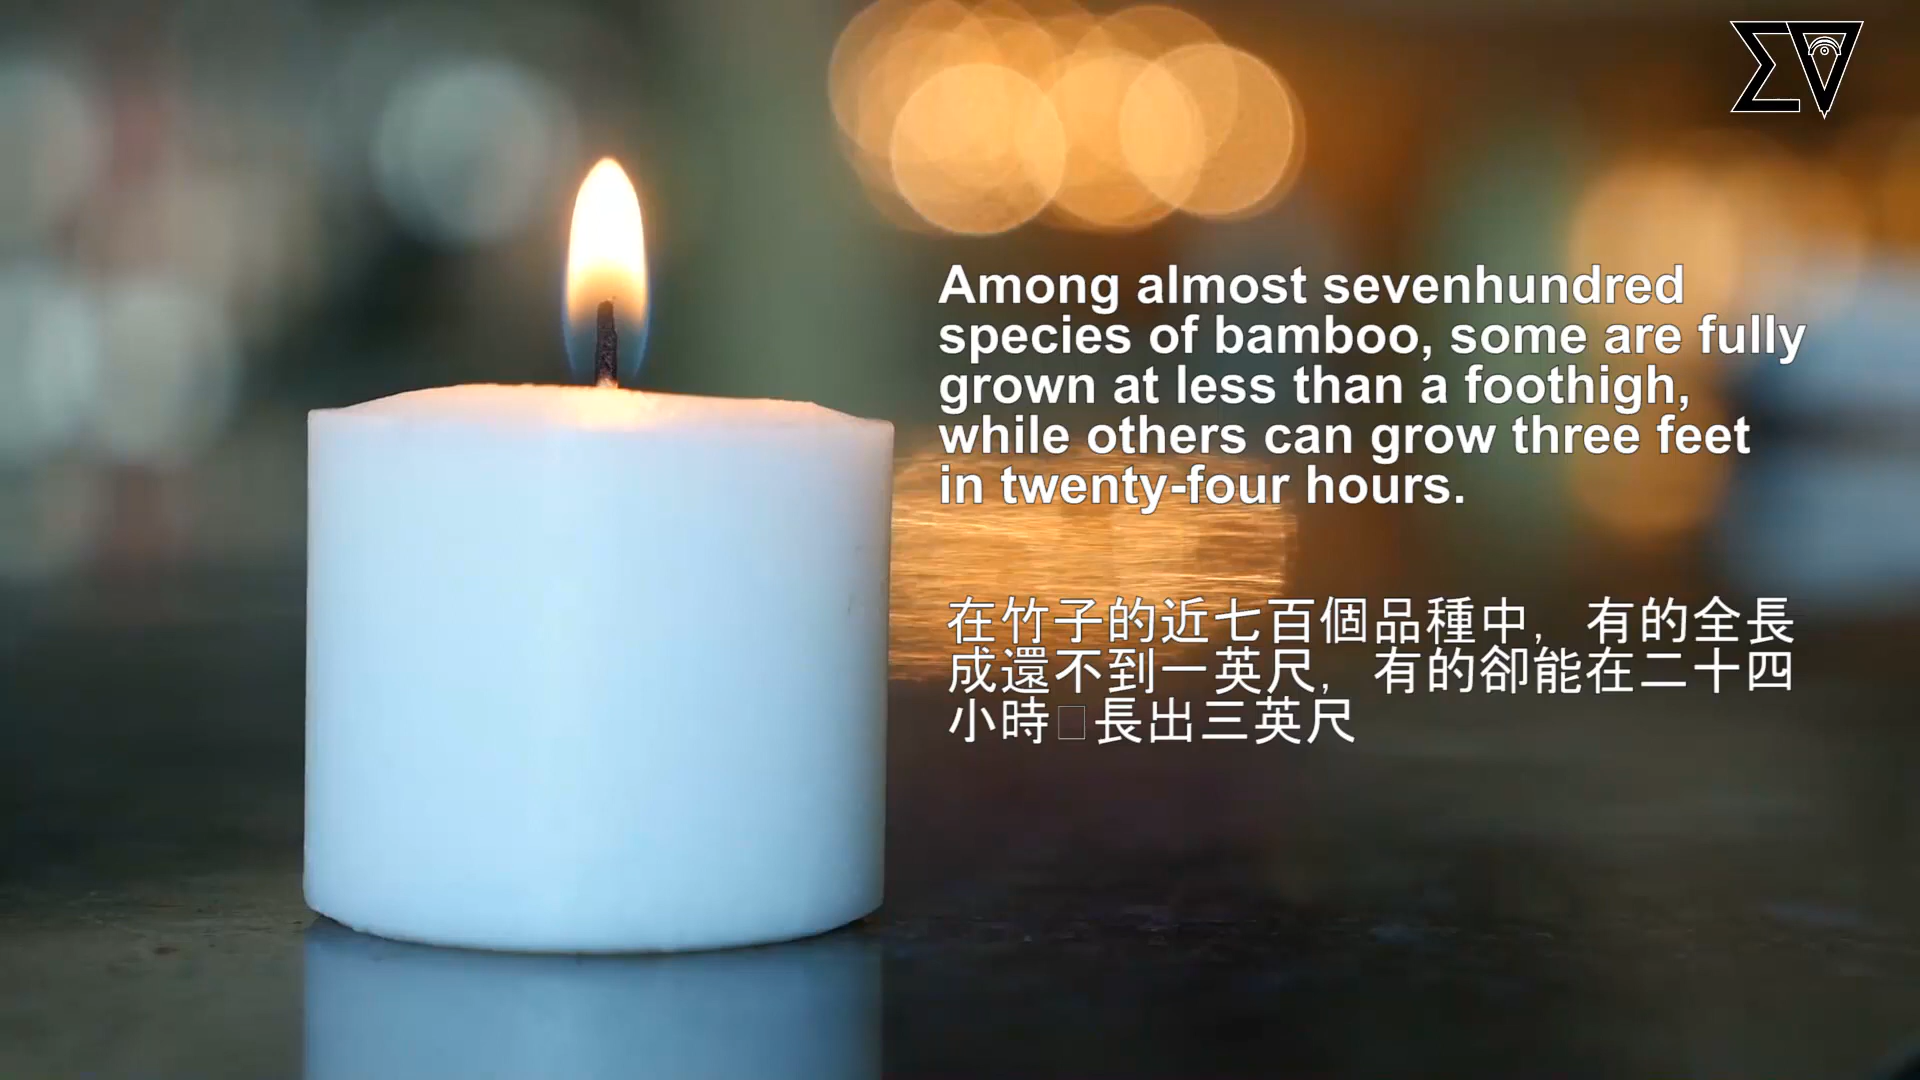 Among almost sevenhundred
species of bamboo, some are fully
grown at less than a foothigh,
while others can grow three feet
in twenty-four hours.
在竹子的近七百個品種中，有的全長
成還不到一英尺，有的卻能在二十四
小時□長出三英尺